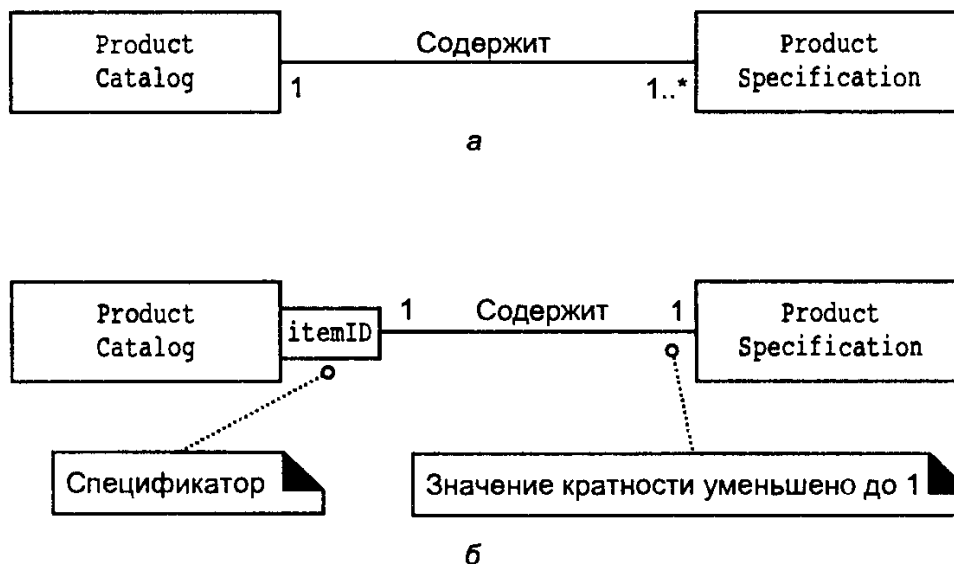 Product
Catalog
Содержит
1
1..*
Product
Specification
а
Product
Catalog
itemID
1
Содержит
1
Product
Specification
Спецификатор
Значение кратности уменьшено до 1
б